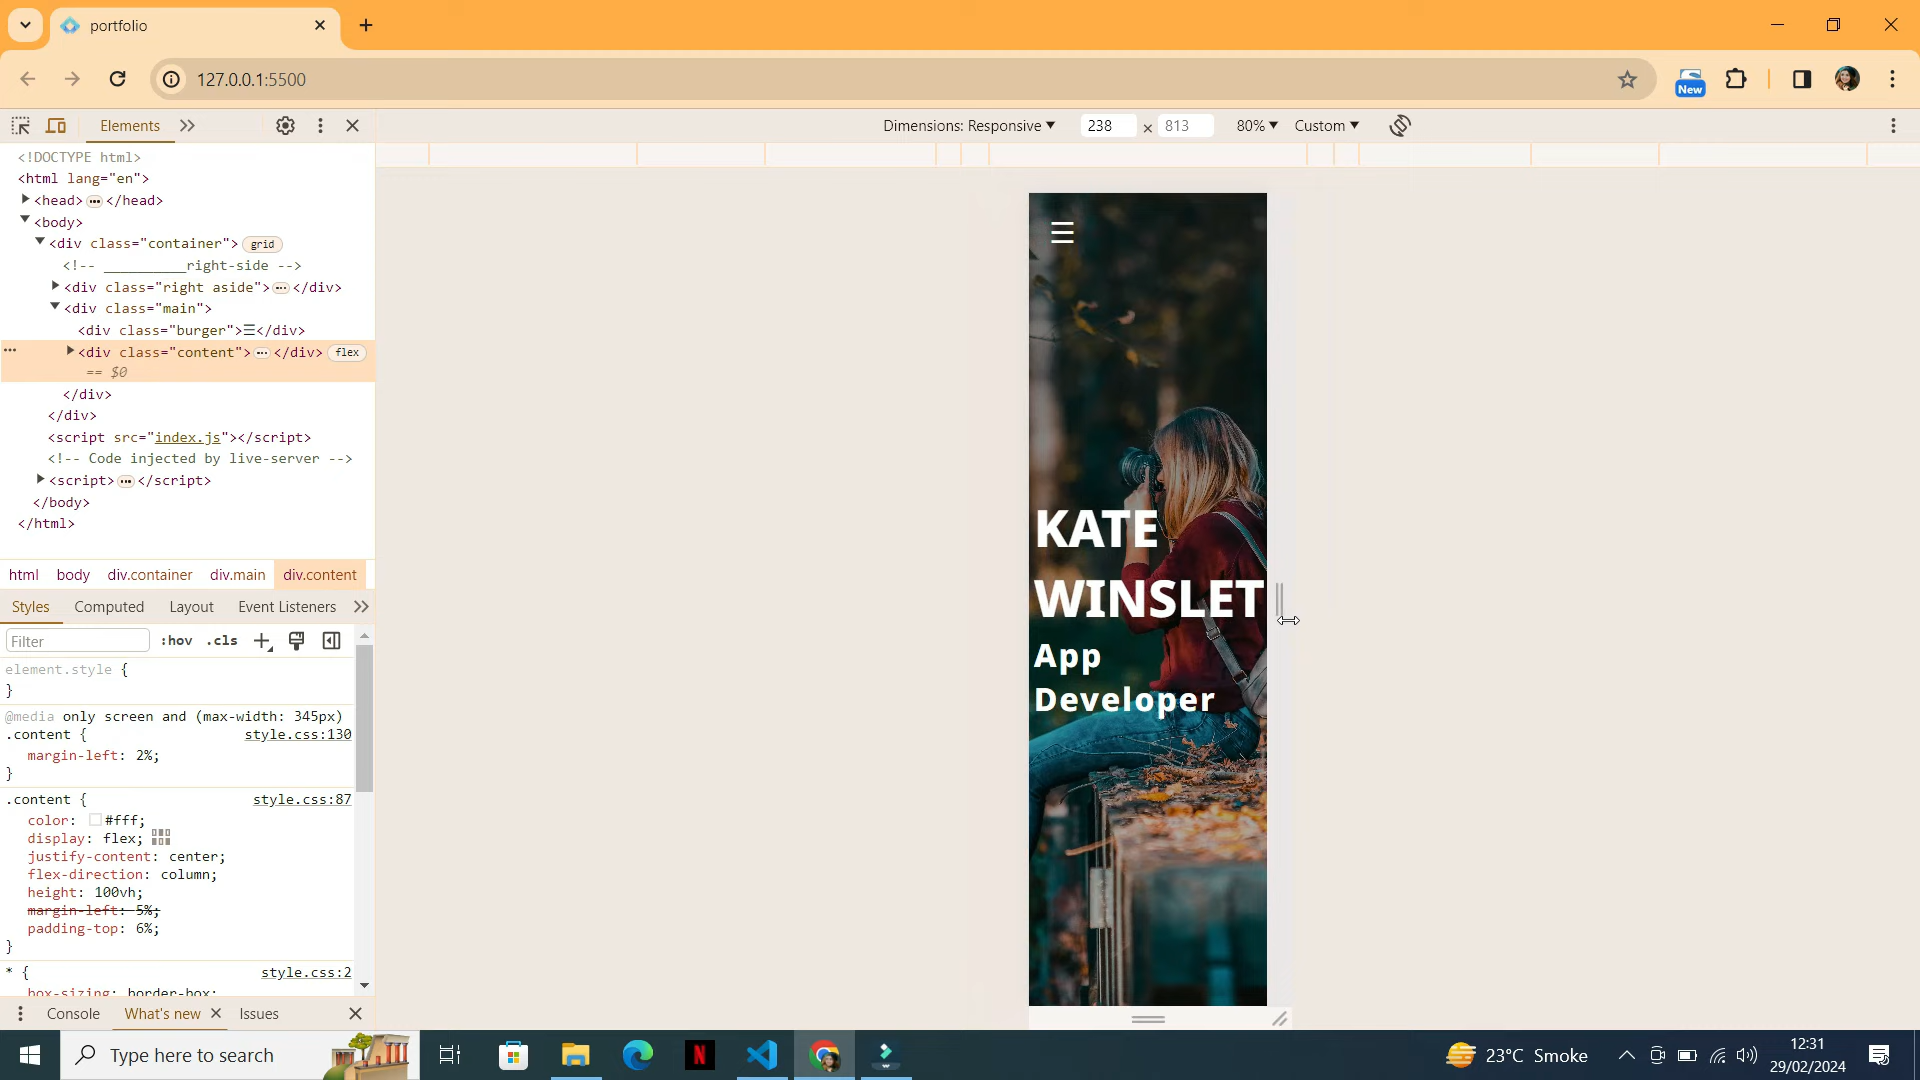 portfolio
127.0.0.1:5500
New
Elements
Dimensions: Responsive
238 × 813
80%
Custom
<!DOCTYPE html>
<html lang="en">
<head> ••• </head>
<body>
<div class="container"> grid
<!-- __________right-side -->
<div class="right aside"> ••• </div>
<div class="main">
<div class="burger">☰</div>
••• <div class="content"> ••• </div> flex
== $0
</div>
</div>
<script src="index.js"></script>
<!-- Code injected by live-server -->
<script> ••• </script>
</body>
</html>
html body div.container div.main div.content
Styles Computed Layout Event Listeners
Filter :hov .cls
element.style {
}
@media only screen and (max-width: 345px)
.content { style.css:130
margin-left: 2%;
}
.content { style.css:87
color: #fff;
display: flex;
justify-content: center;
flex-direction: column;
height: 100vh;
margin-left: 5%;
padding-top: 6%;
}
* { style.css:2
box-sizing: border-box;
Console What's new Issues
KATE
WINSLET
App
Developer
Type here to search
N
23°C Smoke
12:31
29/02/2024